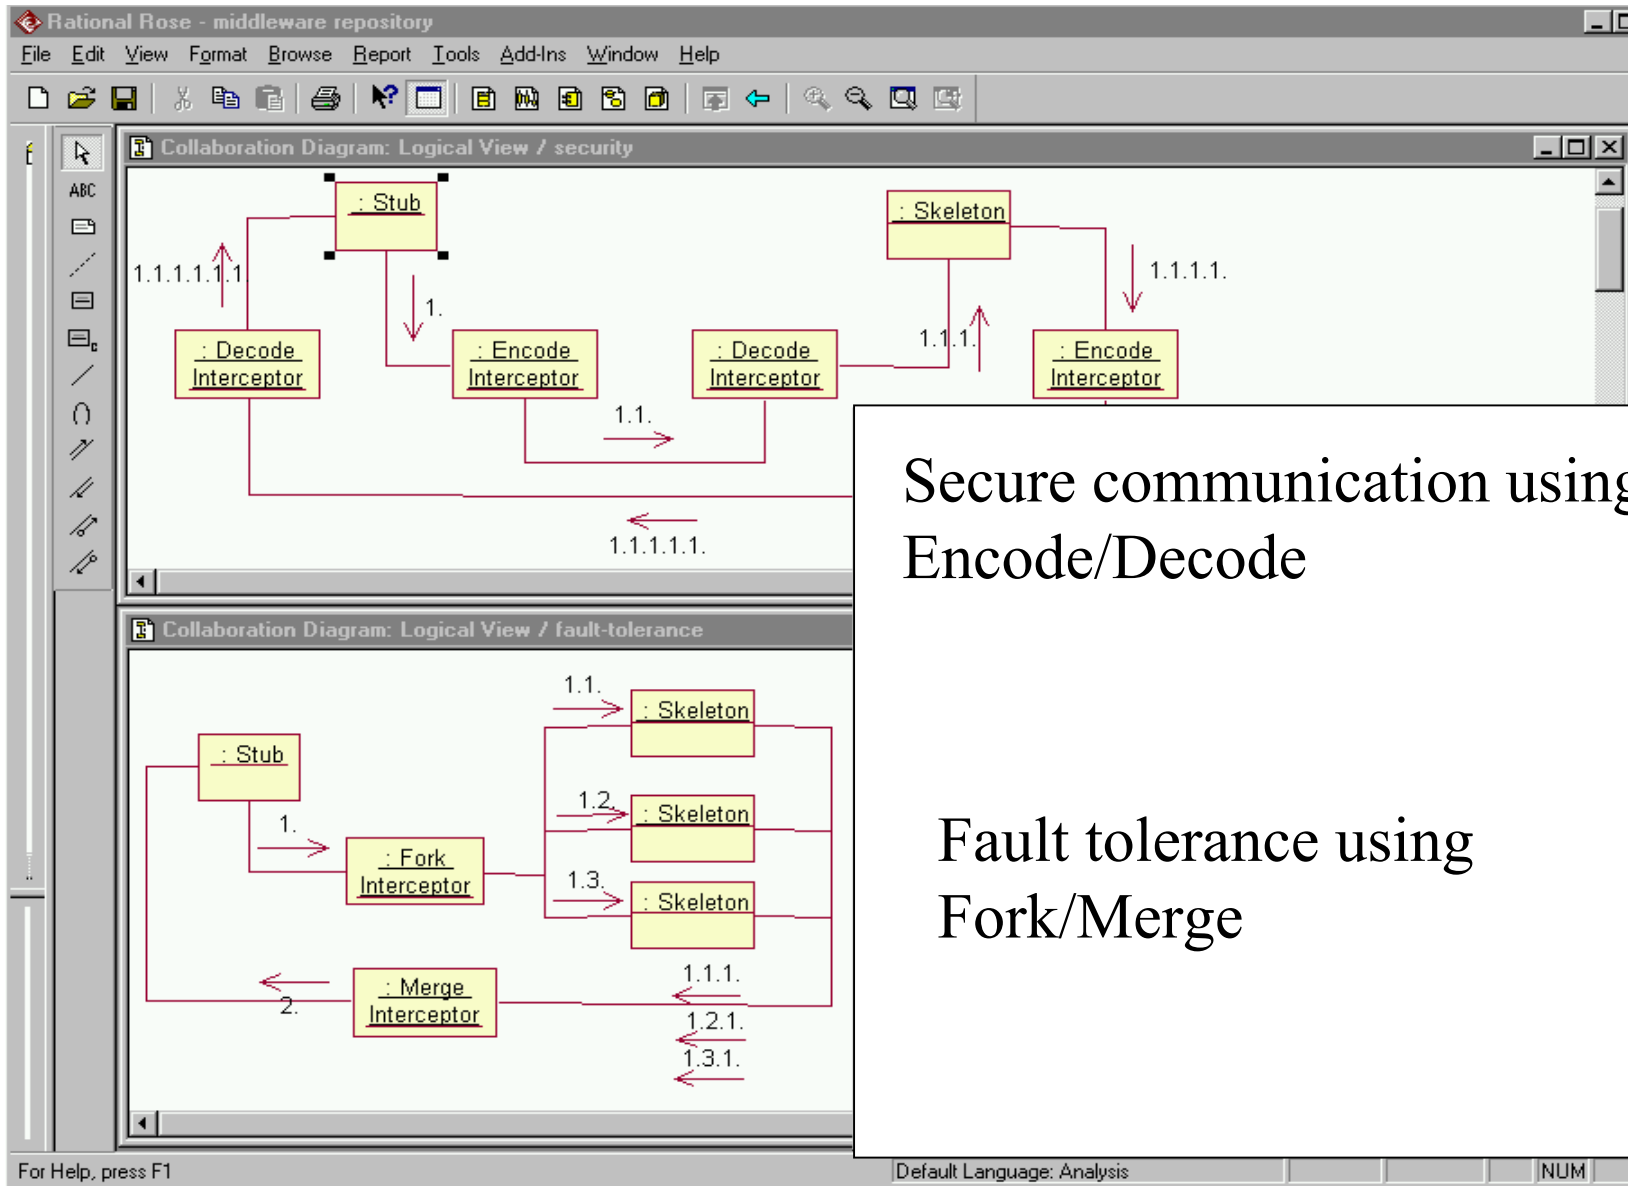 Rational Rose - middleware repository
File Edit View Format Browse Report Tools Add-Ins Window Help
ABC
Collaboration Diagram: Logical View / security
: Stub
: Skeleton
1.1.1.1.1.1
1.
1.1.1.
1.1.1.1.
: Decode
Interceptor
: Encode
Interceptor
: Decode
Interceptor
: Encode
Interceptor
1.1.
1.1.1.1.1.
Secure communication using
Encode/Decode
Collaboration Diagram: Logical View / fault-tolerance
1.1.
: Skeleton
: Stub
1.2.
: Skeleton
1.
: Fork
Interceptor
1.3.
: Skeleton
Fault tolerance using
Fork/Merge
: Merge
Interceptor
2.
1.1.1.
1.2.1.
1.3.1.
For Help, press F1
Default Language: Analysis
NUM